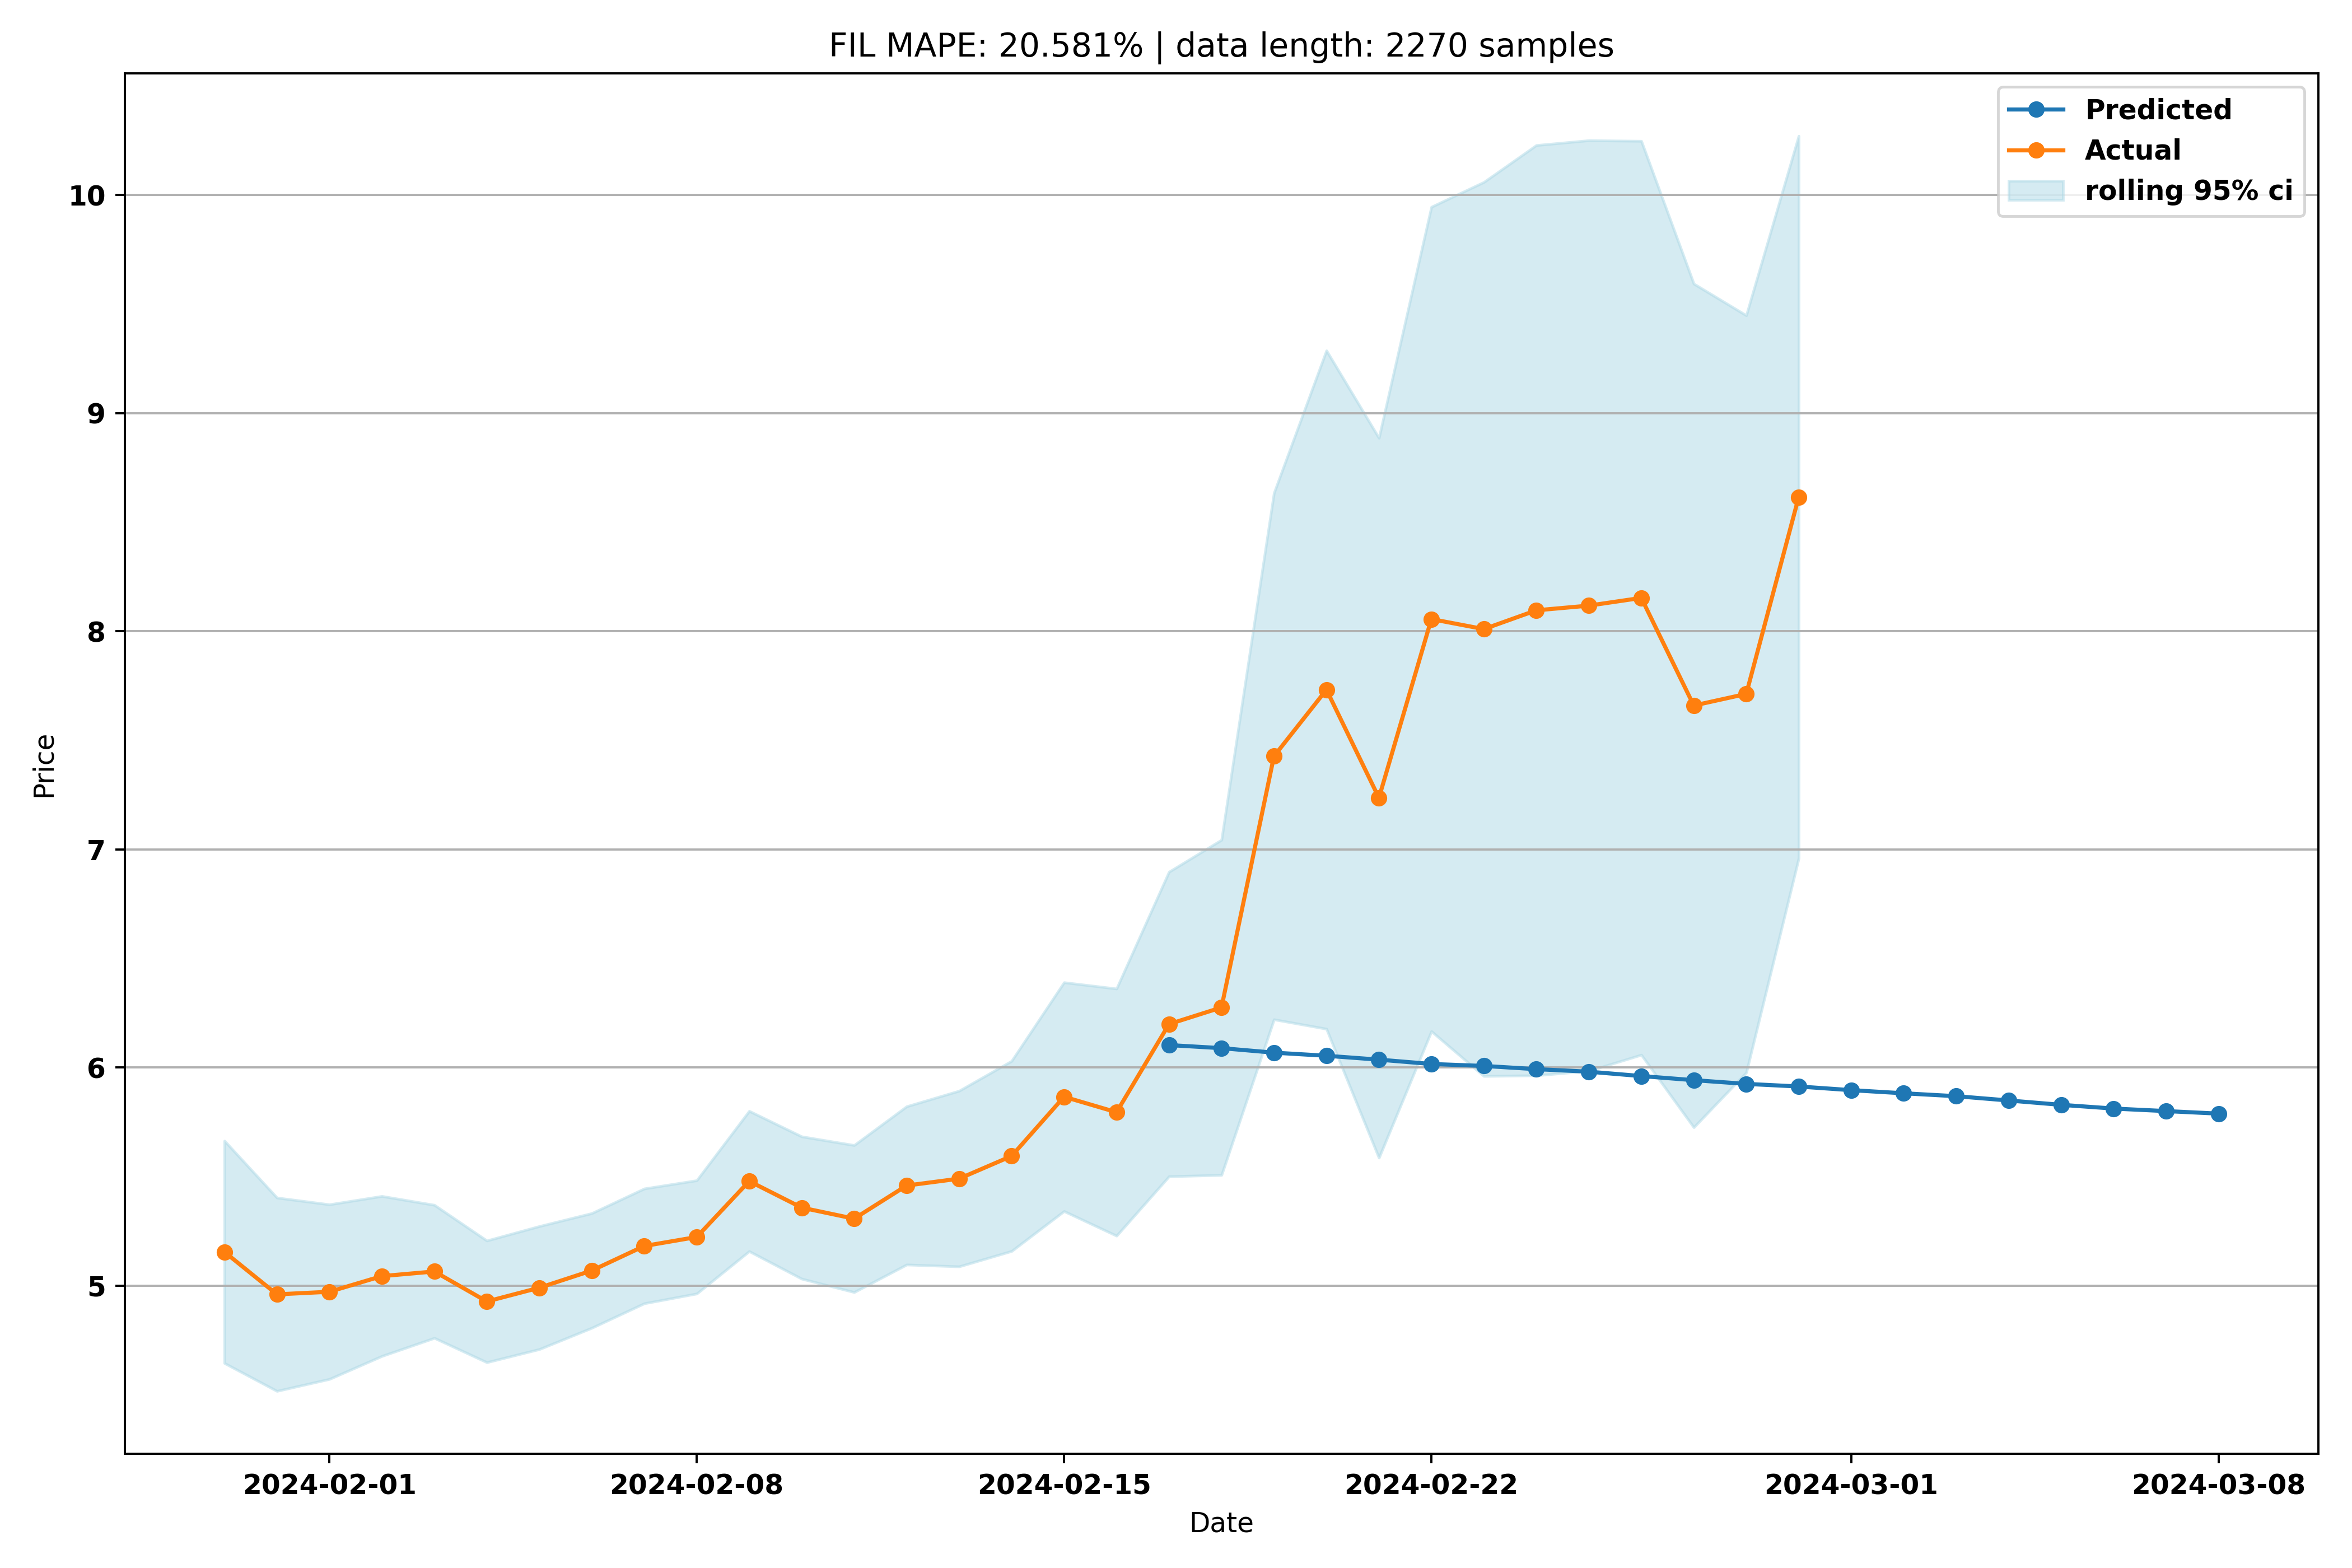 FIL MAPE: 20.581% | data length: 2270 samples
Predicted
Actual
rolling 95% ci
10
9
8
7
6
5
Price
2024-02-01
2024-02-08
2024-02-15
2024-02-22
2024-03-01
2024-03-08
Date